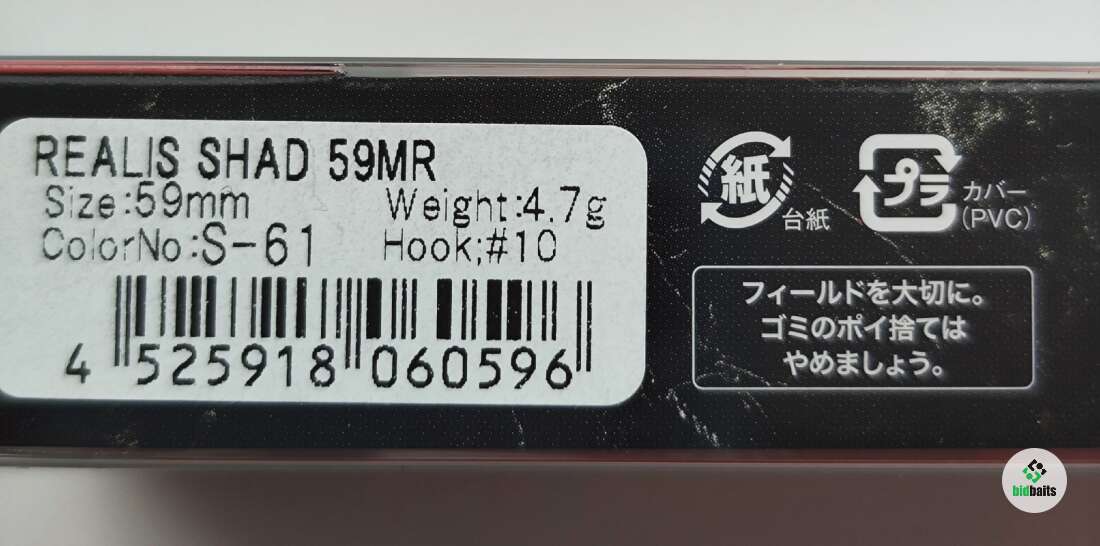 REALIS SHAD 59MR
Size:59mm Weight:4.7g
ColorNo:S-61 Hook;#10
4 525918 060596
紙
台紙
プラ
カバー
(PVC)
フィールドを大切に。
ゴミのポイ捨ては
やめましょう。
bidbaits